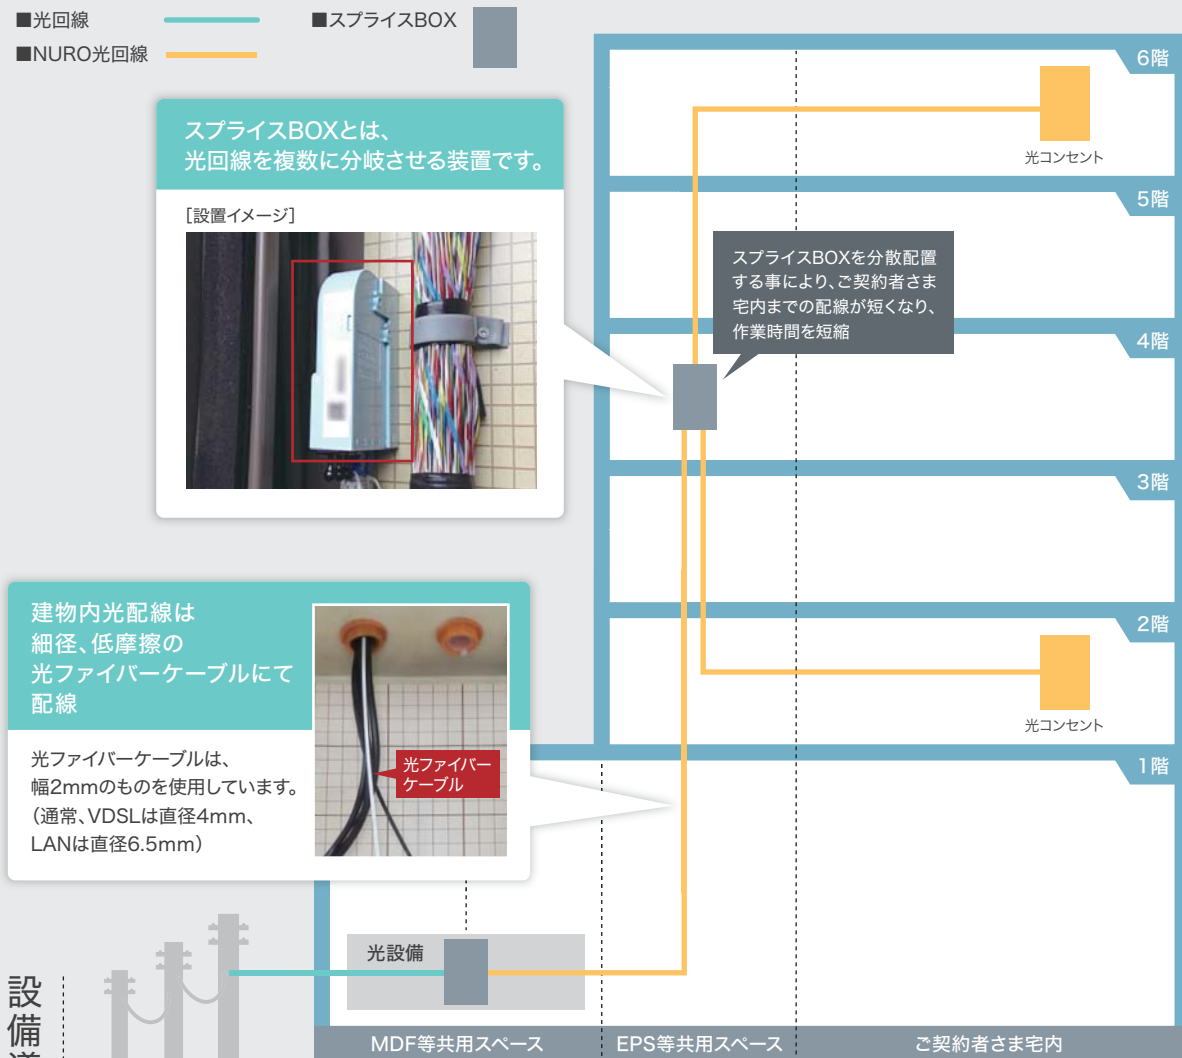 ■光回線
■スプライスBOX
■NURO光回線
スプライスBOXとは、
光回線を複数に分岐させる装置です。
［設置イメージ］
6階
光コンセント
5階
スプライスBOXを分散配置
する事により、ご契約者さま
宅内までの配線が短くなり、
作業時間を短縮
4階
3階
建物内光配線は
細径、低摩擦の
光ファイバーケーブルにて
配線
光ファイバーケーブルは、
幅2mmのものを使用しています。
（通常、VDSLは直径4mm、
LANは直径6.5mm）
光ファイバー
ケーブル
2階
光コンセント
1階
光設備
設備
MDF等共用スペース
EPS等共用スペース
ご契約者さま宅内